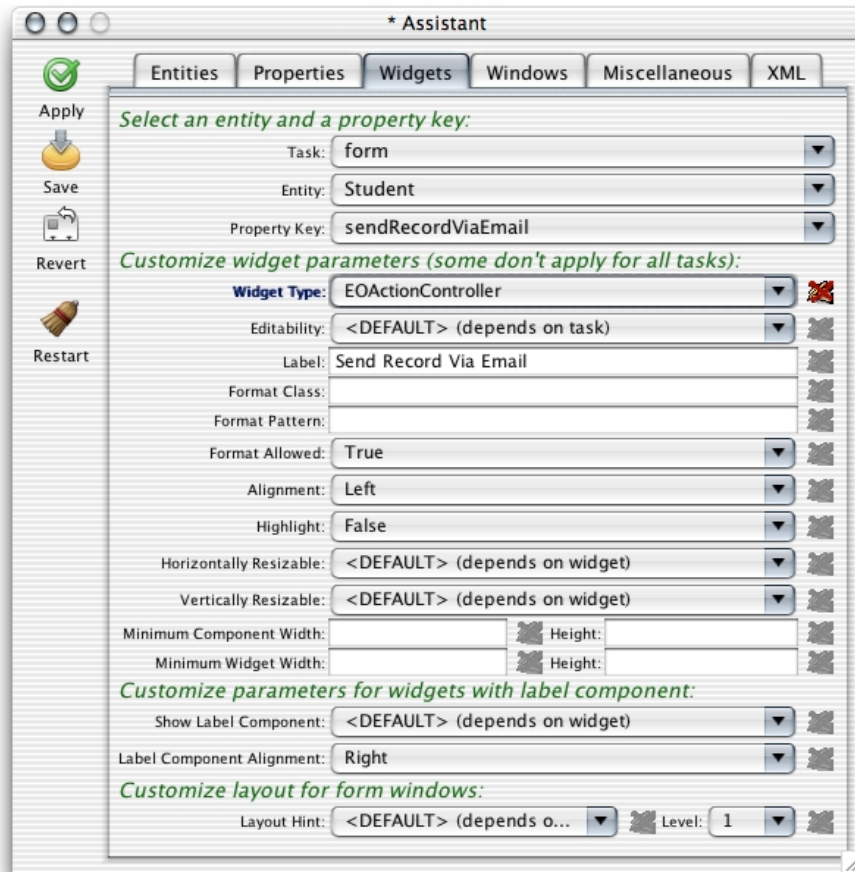 * Assistant
Entities Properties Widgets Windows Miscellaneous XML
Apply
Save
Revert
Restart
Select an entity and a property key:
Task: form
Entity: Student
Property Key: sendRecordViaEmail
Customize widget parameters (some don't apply for all tasks):
Widget Type: EOActionController
Editability: <DEFAULT> (depends on task)
Label: Send Record Via Email
Format Class:
Format Pattern:
Format Allowed: True
Alignment: Left
Highlight: False
Horizontally Resizable: <DEFAULT> (depends on widget)
Vertically Resizable: <DEFAULT> (depends on widget)
Minimum Component Width: Height:
Minimum Widget Width: Height:
Customize parameters for widgets with label component:
Show Label Component: <DEFAULT> (depends on widget)
Label Component Alignment: Right
Customize layout for form windows:
Layout Hint: <DEFAULT> (depends o... Level: 1